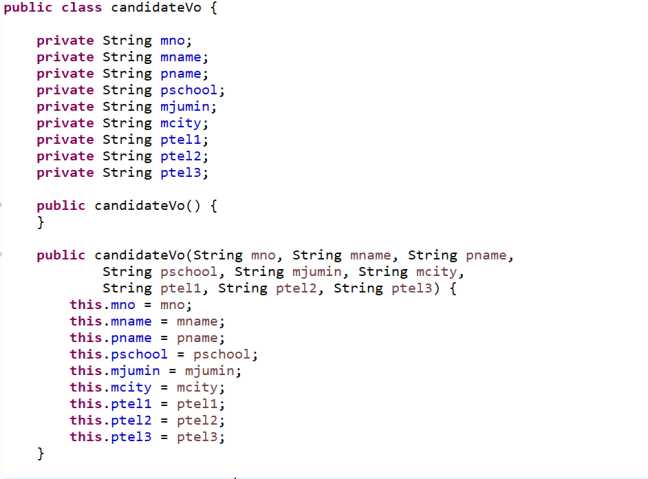 public class candidateVo {
private String mno;
private String mname;
private String pname;
private String pschool;
private String mjumin;
private String mcity;
private String ptel1;
private String ptel2;
private String ptel3;
public candidateVo() {
}
public candidateVo(String mno, String mname, String pname,
String pschool, String mjumin, String mcity,
String ptel1, String ptel2, String ptel3) {
this.mno = mno;
this.mname = mname;
this.pname = pname;
this.pschool = pschool;
this.mjumin = mjumin;
this.mcity = mcity;
this.ptel1 = ptel1;
this.ptel2 = ptel2;
this.ptel3 = ptel3;
}